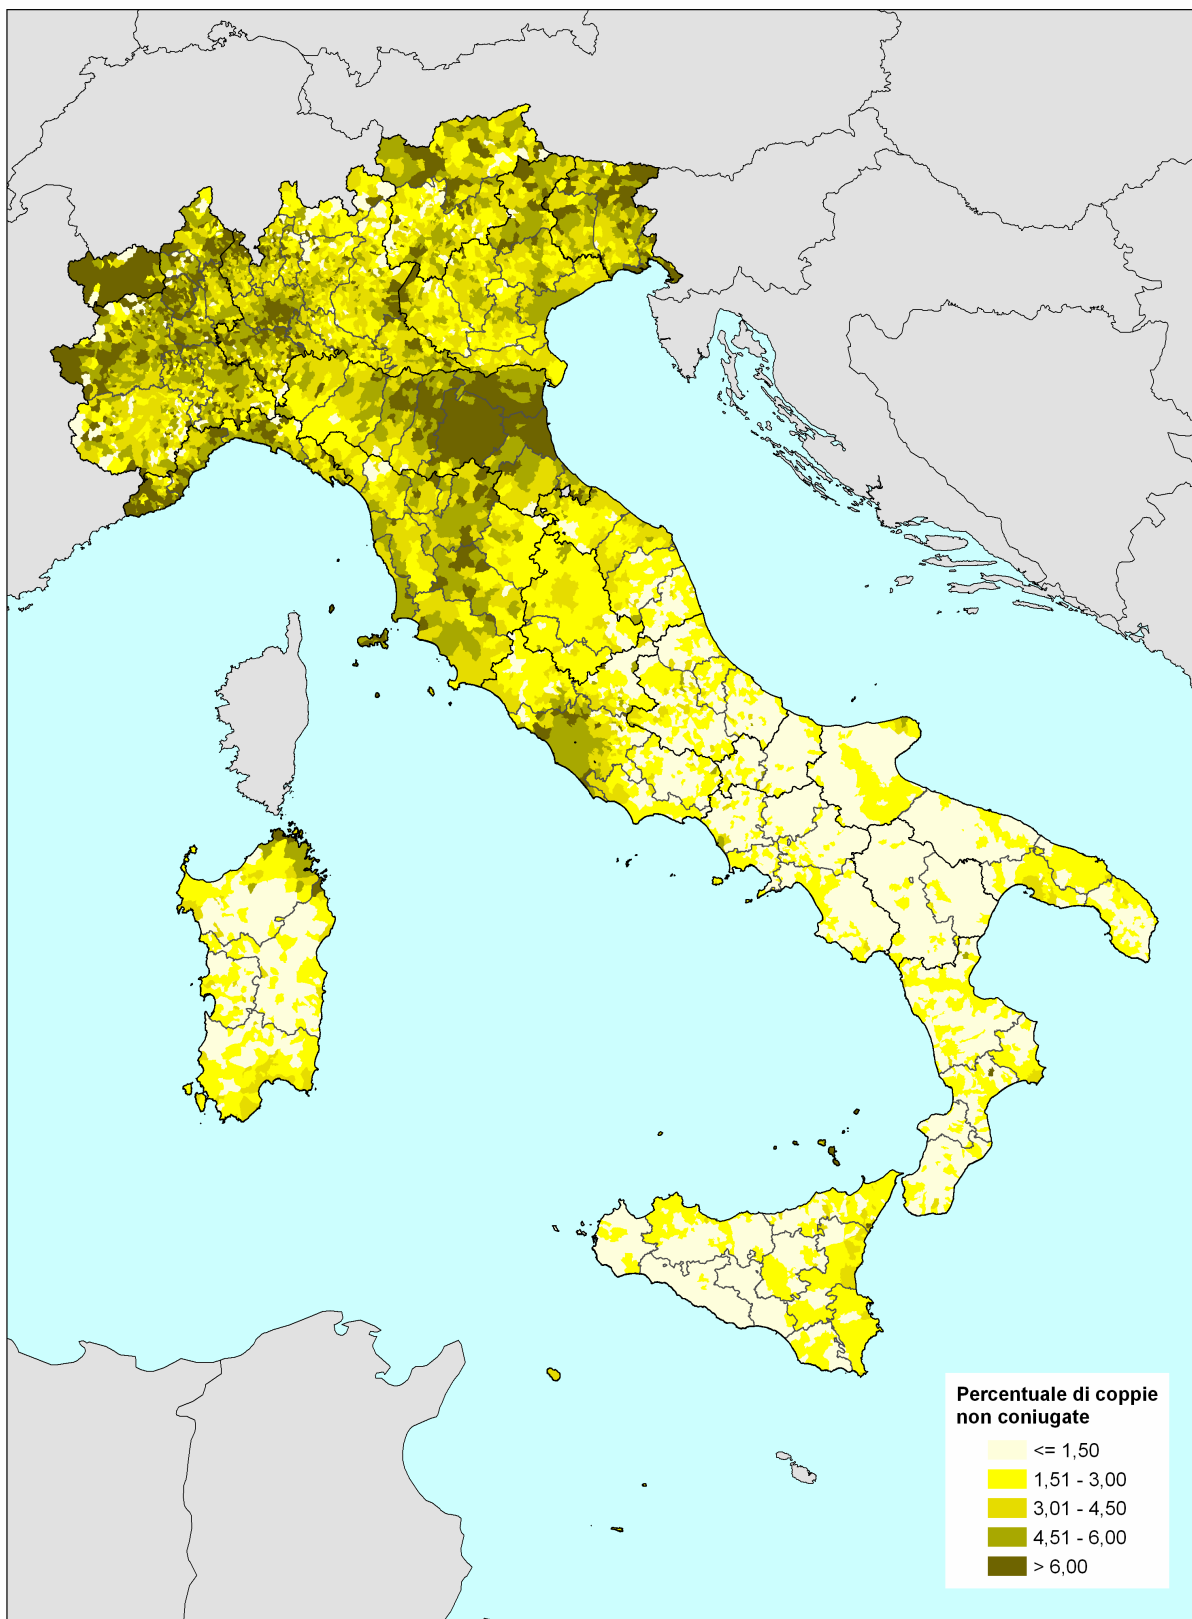 Percentuale di coppie
non coniugate
<= 1,50
1,51 - 3,00
3,01 - 4,50
4,51 - 6,00
> 6,00